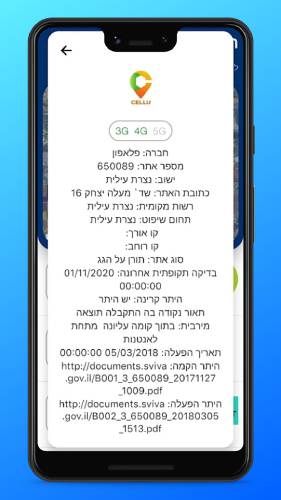 CELLU
3G 4G 5G
חברה: פלאפון
מספר אתר: 650089
ישוב: נצרת עילית
כתובת האתר: שד` מעלה יצחק 16
רשות מקומית: נצרת עילית
תחום שיפוט: נצרת עילית
קו אורך:
קו רוחב:
סוג אתר: תורן על הגג
בדיקה תקופתית אחרונה: 01/11/2020
00:00:00
היתר קרינה: יש היתר
תאור נקודה בה התקבלה תוצאה
מירבית: בתוך קומה עליונה מתחת
לאנטנות
תאריך הפעלה: 05/03/2018 00:00:00
היתר הקמה: http://documents.sviva
.gov.il/B001_3_650089_20171127
_1009.pdf
היתר הפעלה: http://documents.sviva
.gov.il/B002_3_650089_20180305
_1513.pdf